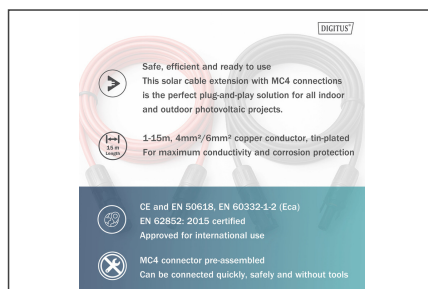 DIGITUS®
Safe, efficient and ready to use
This solar cable extension with MC4 connections
is the perfect plug-and-play solution for all indoor
and outdoor photovoltaic projects.
15 m
Length
1-15m, 4mm²/6mm² copper conductor, tin-plated
For maximum conductivity and corrosion protection
CE and EN 50618, EN 60332-1-2 (Eca)
EN 62852: 2015 certified
Approved for international use
MC4 connector pre-assembled
Can be connected quickly, safely and without tools